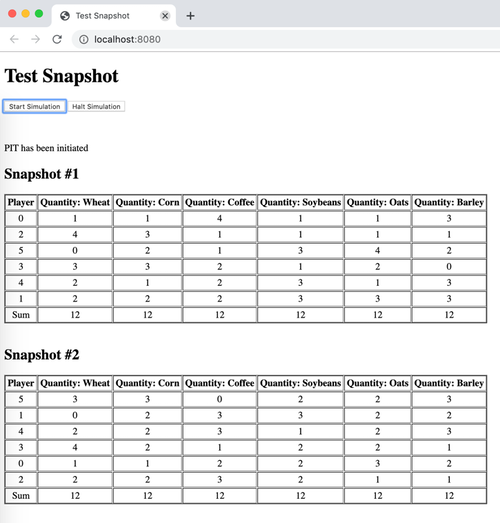 Test Snapshot
localhost:8080
Test Snapshot
Start Simulation Halt Simulation
PIT has been initiated
Snapshot #1
Player Quantity: Wheat Quantity: Corn Quantity: Coffee Quantity: Soybeans Quantity: Oats Quantity: Barley
0 1 1 4 1 1 3
2 4 3 1 1 1 1
5 0 2 1 3 4 2
3 3 3 2 1 2 0
4 2 1 2 3 1 3
1 2 2 2 3 3 3
Sum 12 12 12 12 12 12
Snapshot #2
Player Quantity: Wheat Quantity: Corn Quantity: Coffee Quantity: Soybeans Quantity: Oats Quantity: Barley
5 3 3 0 2 2 3
1 0 2 3 3 2 2
4 2 2 3 1 2 3
3 4 2 1 2 2 1
0 1 1 2 2 3 2
2 2 2 3 2 1 1
Sum 12 12 12 12 12 12